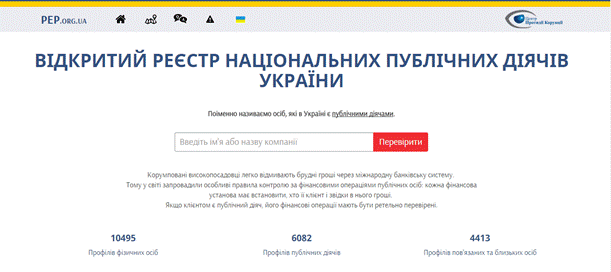 PEP.ORG.UA
Центр
Протидії Корупції
ВІДКРИТИЙ РЕЄСТР НАЦІОНАЛЬНИХ ПУБЛІЧНИХ ДІЯЧІВ
УКРАЇНИ
Поіменно називаємо осіб, які в Україні є публічними діячами.
Введіть ім'я або назву компанії
Перевірити
Корумповані високопосадовці легко відмивають брудні гроші через міжнародну банківську систему.
Тому у світі запровадили особливі правила контролю за фінансовими операціями публічних осіб: кожна фінансова
установа має встановити, хто її клієнт і звідки в нього гроші.
Якщо клієнтом є публічний діяч, його фінансові операції мають бути ретельно перевірені.
10495
6082
4413
Профілів фізичних осіб
Профілів публічних діячів
Профілів пов'язаних та близьких осіб